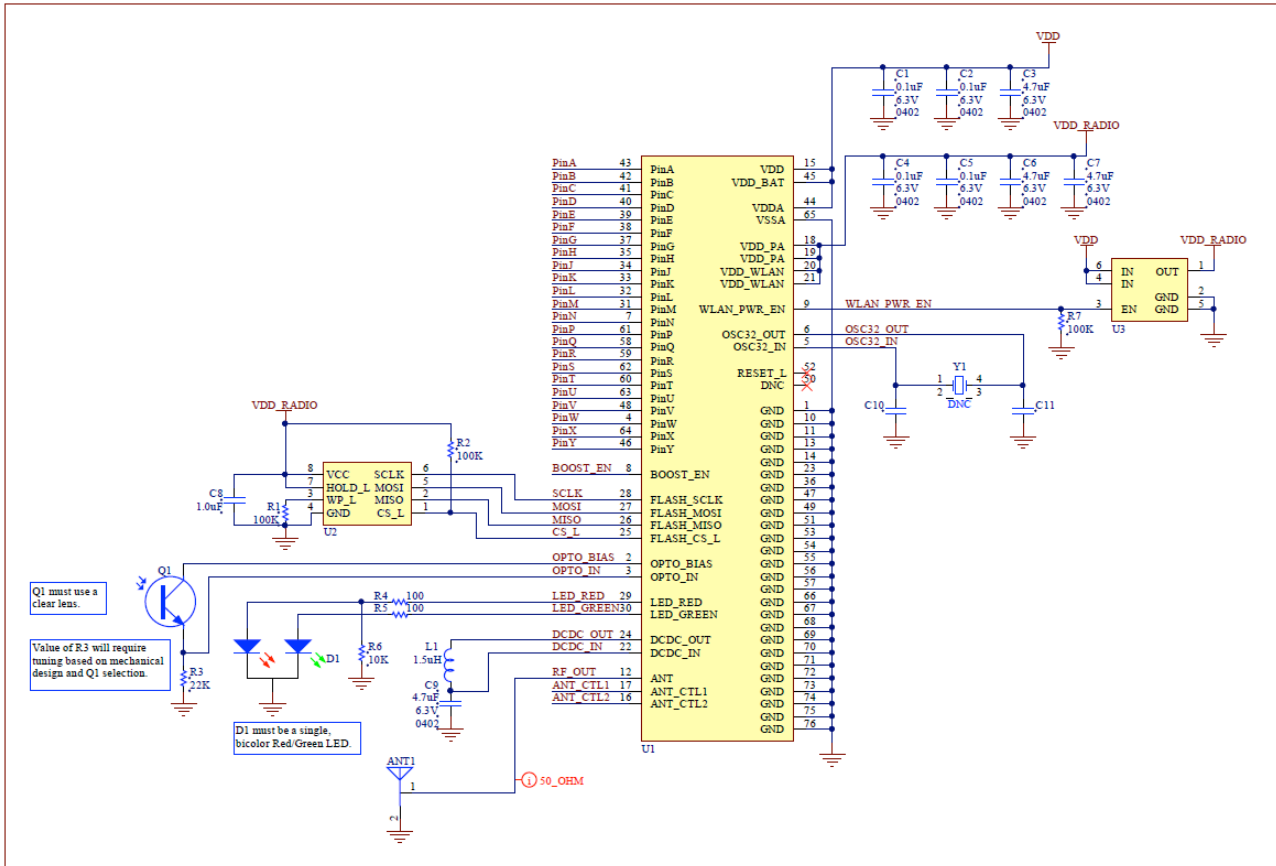 VDD
C1
0.1uF
6.3V
0402
C2
0.1uF
6.3V
0402
C3
4.7uF
6.3V
0402
VDD_RADIO
C4
0.1uF
6.3V
0402
C5
0.1uF
6.3V
0402
C6
4.7uF
6.3V
0402
C7
4.7uF
6.3V
0402
PinA 43 PinA
PinB 42 PinB
PinC 41 PinC
PinD 40 PinD
PinE 39 PinE
PinF 38 PinF
PinG 37 PinG
PinH 35 PinH
PinJ 34 PinJ
PinK 33 PinK
PinL 32 PinL
PinM 31 PinM
PinN 7 PinN
PinP 61 PinP
PinQ 58 PinQ
PinR 59 PinR
PinS 62 PinS
PinT 60 PinT
PinU 63 PinU
PinV 48 PinV
PinW 4 PinW
PinX 64 PinX
PinY 46 PinY
BOOST_EN 8 BOOST_EN
SCLK 28 FLASH_SCLK
MOSI 27 FLASH_MOSI
MISO 26 FLASH_MISO
CS_L 25 FLASH_CS_L
OPTO_BIAS 2 OPTO_BIAS
OPTO_IN 3 OPTO_IN
LED_RED 29 LED_RED
LED_GREEN 30 LED_GREEN
DCDC_OUT 24 DCDC_OUT
DCDC_IN 22 DCDC_IN
RF_OUT 12 ANT
ANT_CTL1 17 ANT_CTL1
ANT_CTL2 16 ANT_CTL2
U1
VDD 15
VDD_BAT 45
VDDA 44
VSSA 65
VDD_PA 18
VDD_PA 19
VDD_WLAN 20
VDD_WLAN 21
WLAN_PWR_EN 9 WLAN_PWR_EN
OSC32_OUT 6 OSC32_OUT
OSC32_IN 5 OSC32_IN
RESET_L 52
DNC 50
GND 1
GND 10
GND 11
GND 13
GND 14
GND 23
GND 36
GND 47
GND 49
GND 51
GND 53
GND 54
GND 55
GND 56
GND 57
GND 66
GND 67
GND 68
GND 69
GND 70
GND 71
GND 72
GND 73
GND 74
GND 75
GND 76
VDD
VDD_RADIO
6 IN OUT 1
4 IN
GND 2
3 EN GND 5
U3
R7
100K
Y1
1 4
2 3
DNC
C10
C11
VDD_RADIO
R2
100K
8 VCC SCLK 6
7 HOLD_L MOSI 5
3 WP_L MISO 2
4 GND CS_L 1
U2
C8
1.0uF
R1
100K
Q1
Q1 must use a
clear lens.
Value of R3 will require
tuning based on mechanical
design and Q1 selection.
R3
22K
R4 100
R5 100
R6
10K
D1
D1 must be a single,
bicolor Red/Green LED.
L1
1.5uH
C9
4.7uF
6.3V
0402
ANT1
1
2
i 50_OHM